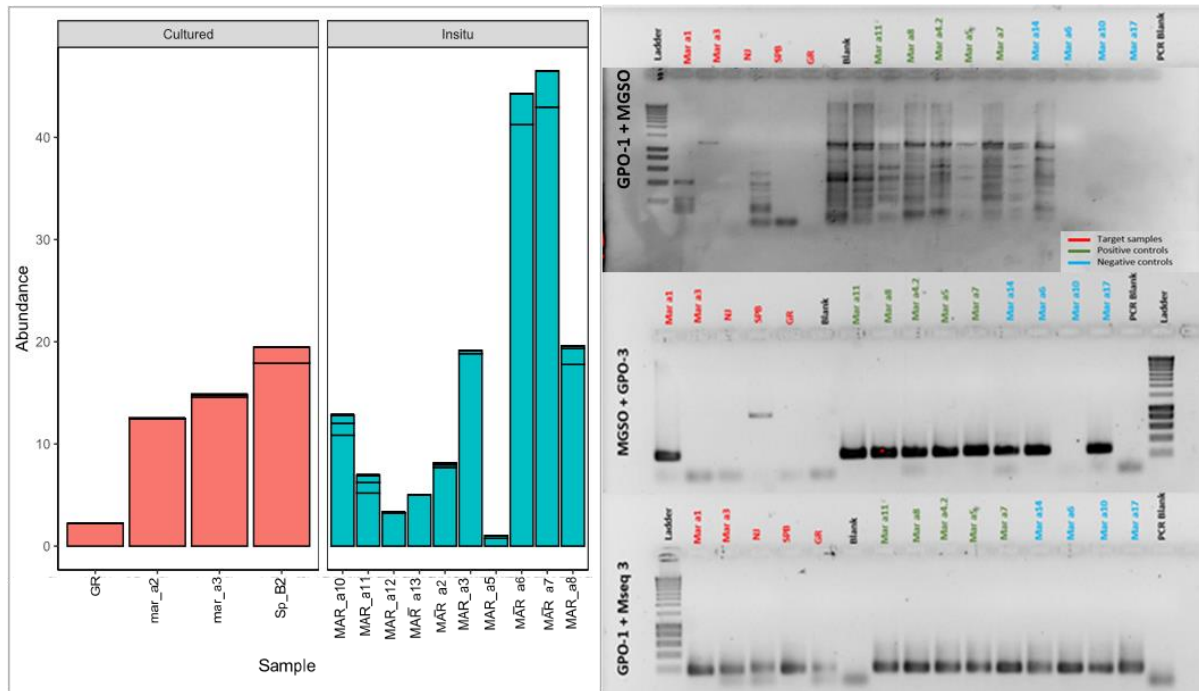 Cultured
Insitu
Abundance
40
30
20
10
0
GR
mar_a2
mar_a3
Sp_B2
MAR_a10
MAR_a11
MAR_a12
MAR_a13
MAR_a2
MAR_a3
MAR_a5
MAR_a6
MAR_a7
MAR_a8
Sample
GPO-1 + MGSO
Ladder
Mar a1
Mar a3
NJ
SPB
GR
Blank
Mar a11
Mar a8
Mar a4.2
Mar a5
Mar a7
Mar a14
Mar a6
Mar a10
Mar a17
PCR Blank
Target samples
Positive controls
Negative controls
MGSO + GPO-3
Mar a1
Mar a3
NJ
SPB
GR
Blank
Mar a11
Mar a8
Mar a4.2
Mar a5
Mar a7
Mar a14
Mar a6
Mar a10
Mar a17
PCR Blank
Ladder
GPO-1 + Mseq 3
Ladder
Mar a1
Mar a3
NJ
SPB
GR
Blank
Mar a11
Mar a8
Mar a4.2
Mar a5
Mar a7
Mar a14
Mar a6
Mar a10
Mar a17
PCR Blank